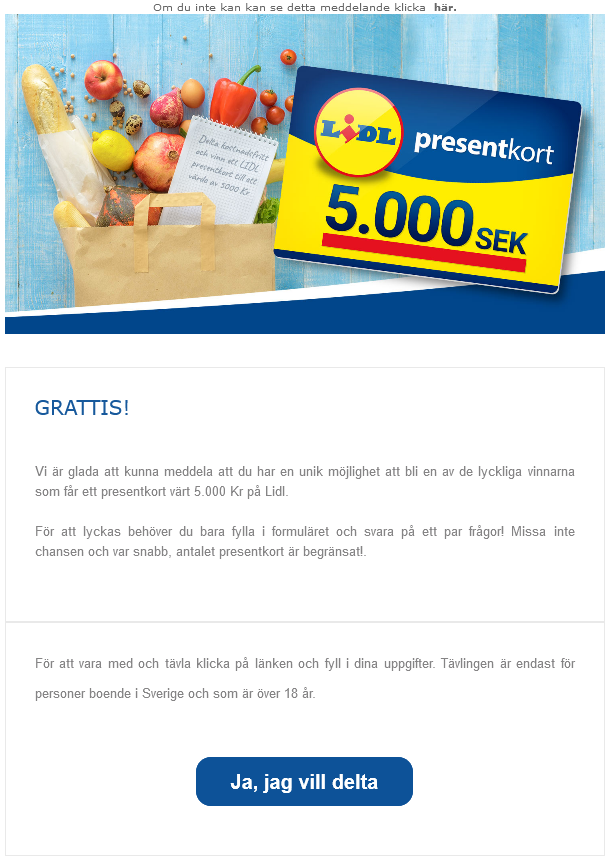 Om du inte kan kan se detta meddelande klicka här.
Delta kostnadsfritt
och vinn ett LIDL
presentkort till ett
värde av 5000 Kr
LIDL
presentkort
5.000 SEK
GRATTIS!
Vi är glada att kunna meddela att du har en unik möjlighet att bli en av de lyckliga vinnarna
som får ett presentkort värt 5.000 Kr på Lidl.
För att lyckas behöver du bara fylla i formuläret och svara på ett par frågor! Missa inte
chansen och var snabb, antalet presentkort är begränsat!.
För att vara med och tävla klicka på länken och fyll i dina uppgifter. Tävlingen är endast för
personer boende i Sverige och som är över 18 år.
Ja, jag vill delta